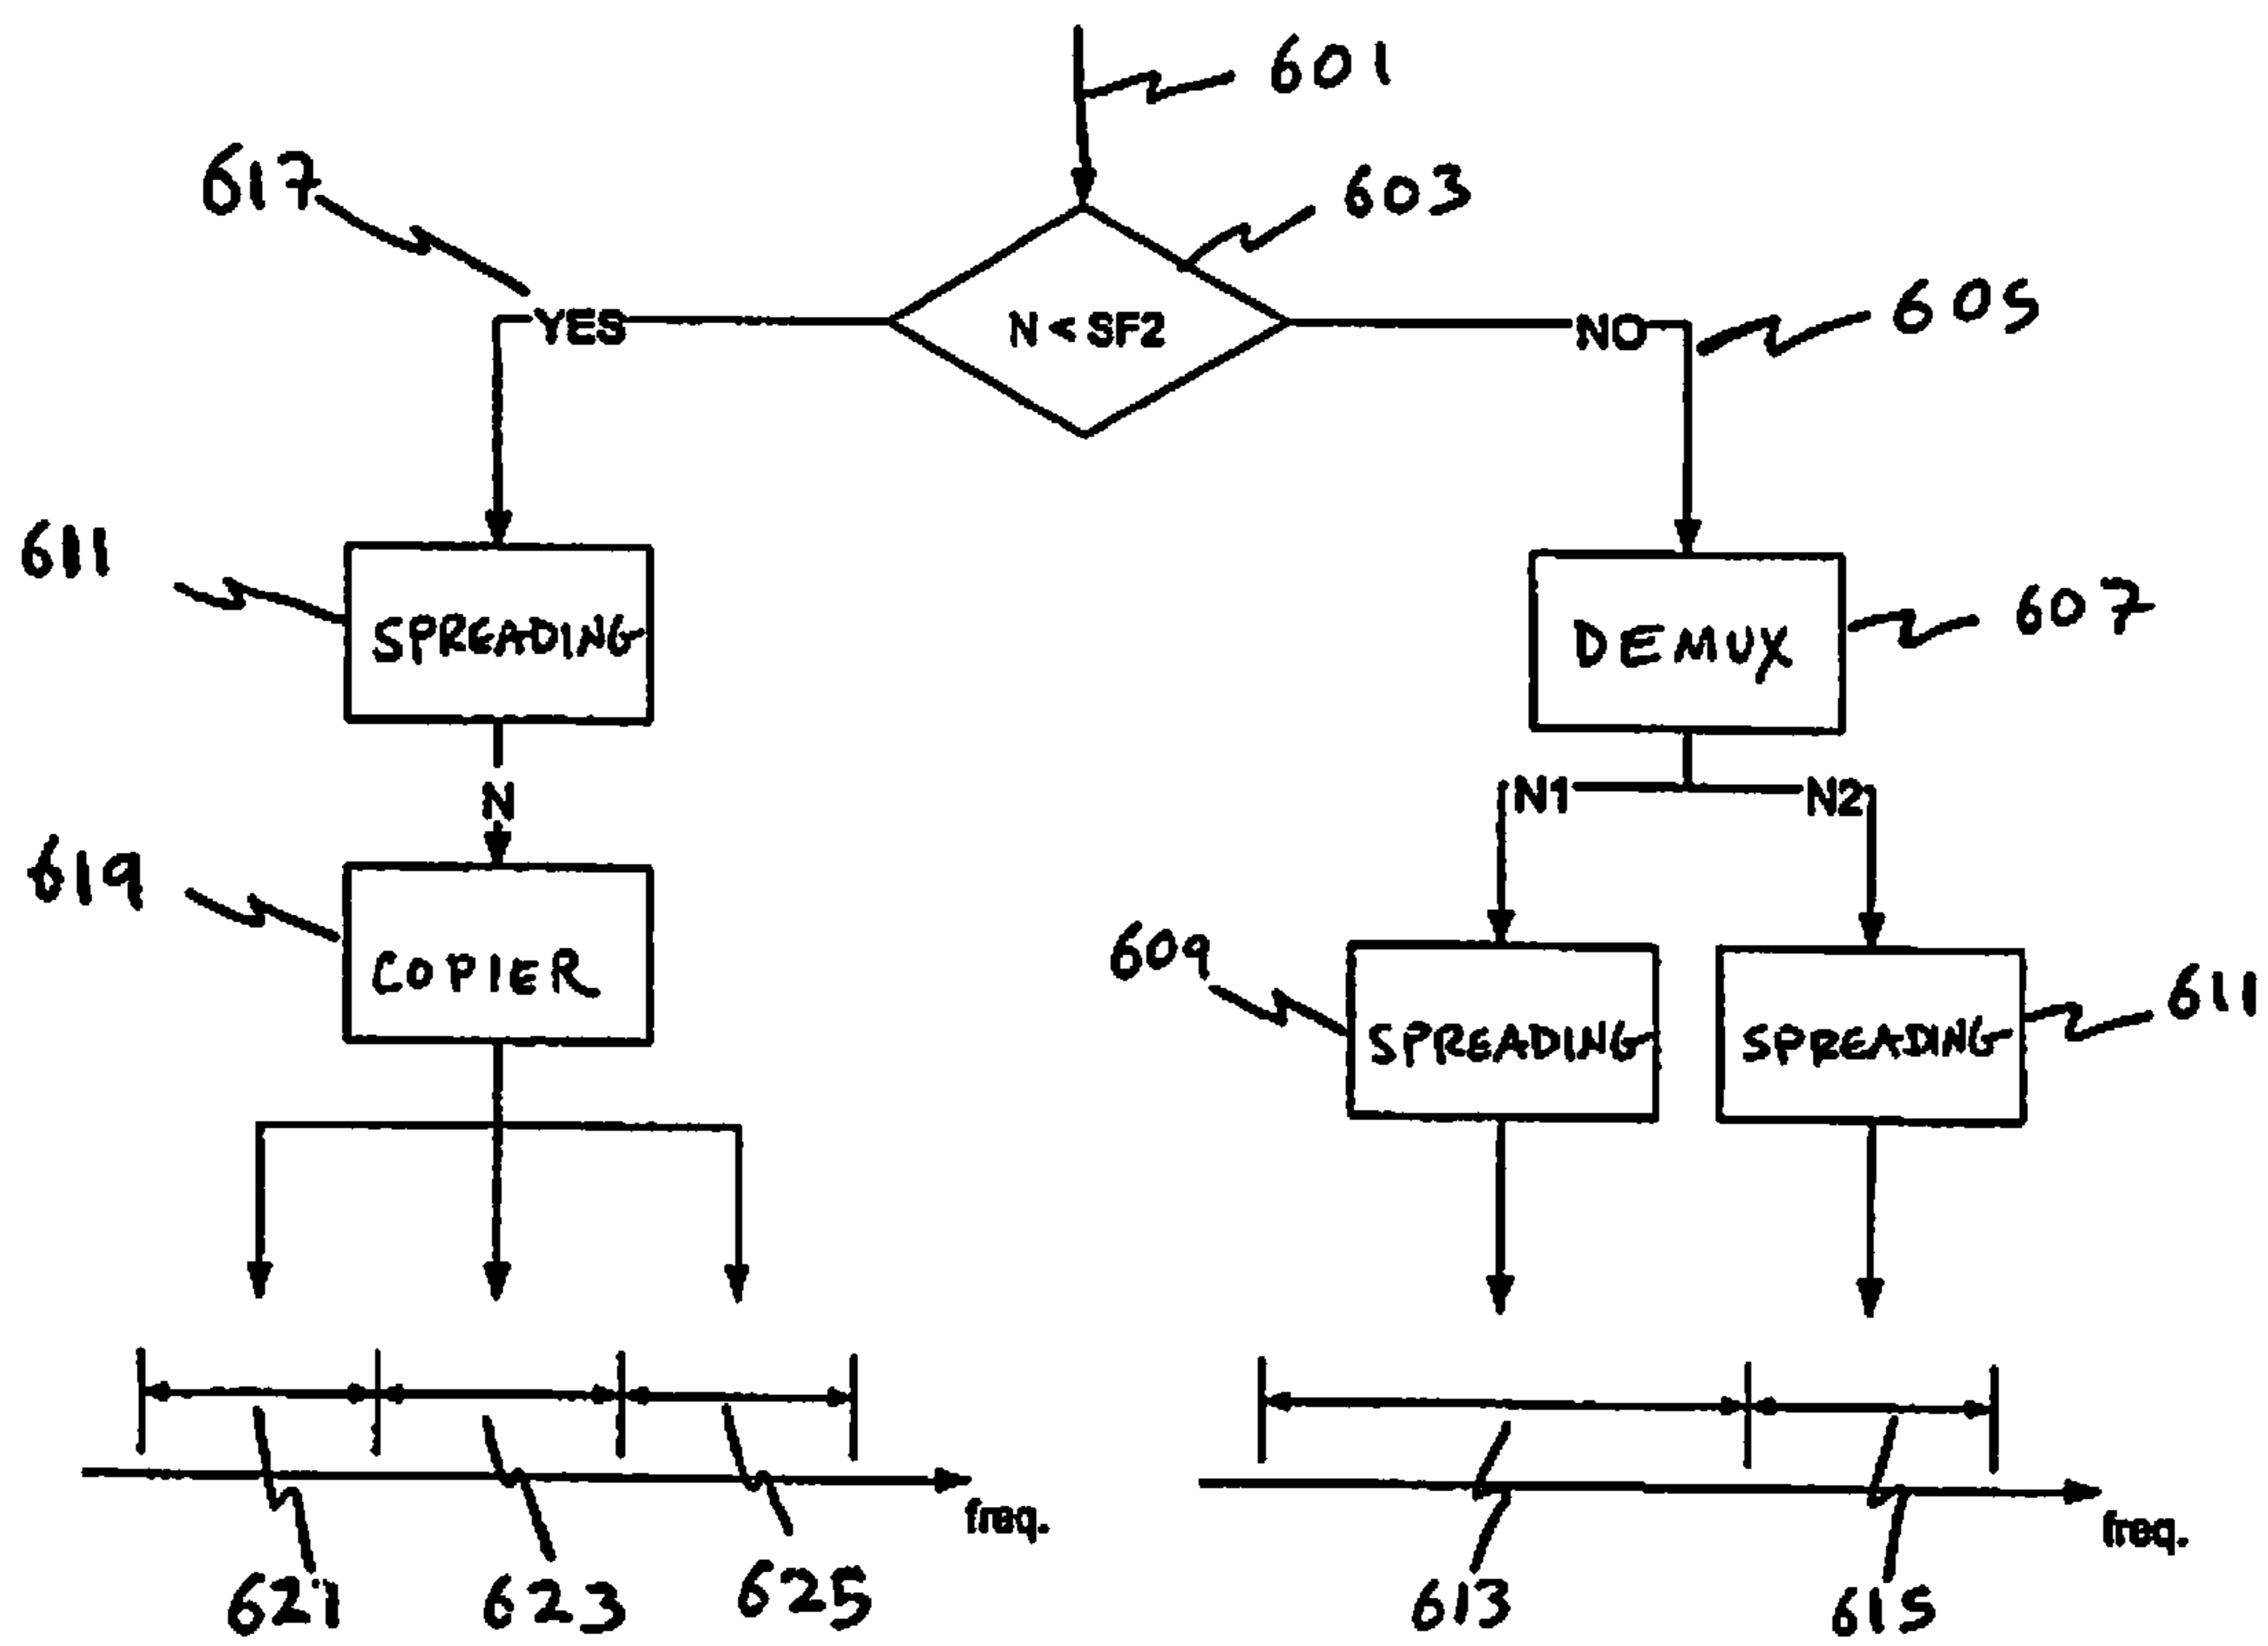 601
617
603
N < SF2
YES
NO
605
611
SPREADING
DEMUX
607
N
N1
N2
619
COPIER
609
SPREADING
SPREADING
611
freq.
freq.
621
623
625
613
615